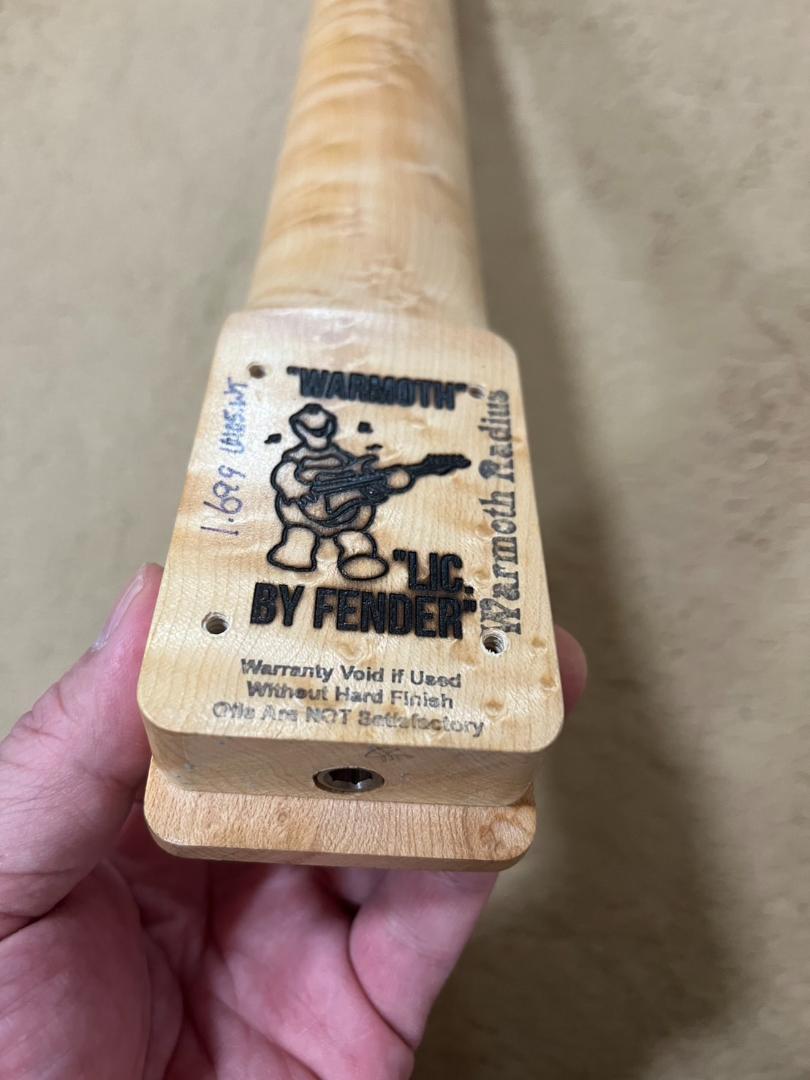 "WARMOTH"
1.699
Warmoth Radius
"LIC.
BY FENDER"
Warranty Void if Used
Without Hard Finish
Oils Are NOT Satisfactory